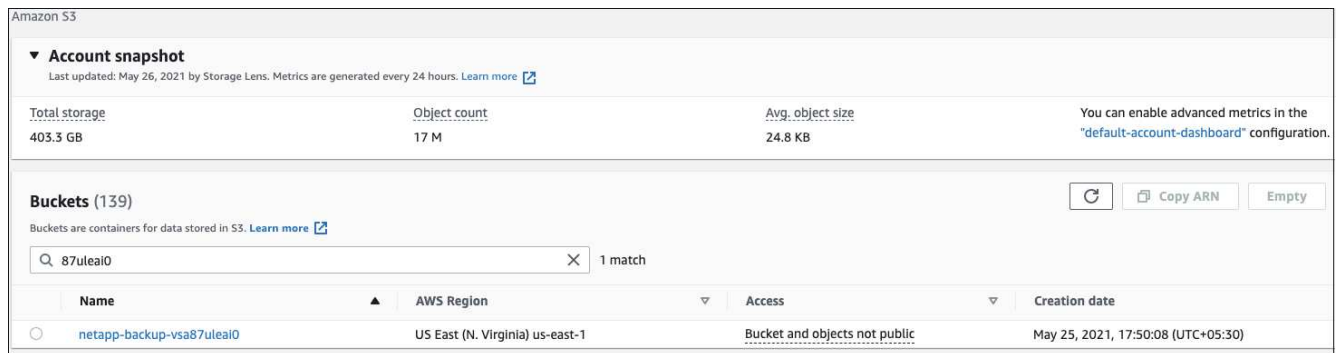 Amazon S3
Account snapshot
Last updated: May 26, 2021 by Storage Lens. Metrics are generated every 24 hours. Learn more
Total storage
403.3 GB
Object count
17 M
Avg. object size
24.8 KB
You can enable advanced metrics in the
"default-account-dashboard" configuration.
Buckets (139)
Buckets are containers for data stored in S3. Learn more
Copy ARN
Empty
87uleai0
1 match
Name AWS Region Access Creation date
netapp-backup-vsa87uleai0 US East (N. Virginia) us-east-1 Bucket and objects not public May 25, 2021, 17:50:08 (UTC+05:30)